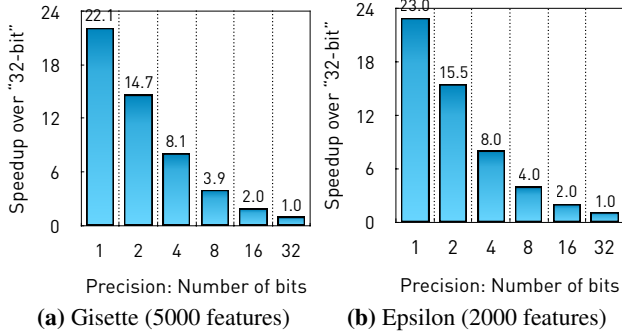 Speedup over "32-bit"
24
18
12
6
0
22.1
14.7
8.1
3.9
2.0
1.0
1 2 4 8 16 32
Precision: Number of bits
(a) Gisette (5000 features)
Speedup over "32-bit"
24
18
12
6
0
23.0
15.5
8.0
4.0
2.0
1.0
1 2 4 8 16 32
Precision: Number of bits
(b) Epsilon (2000 features)